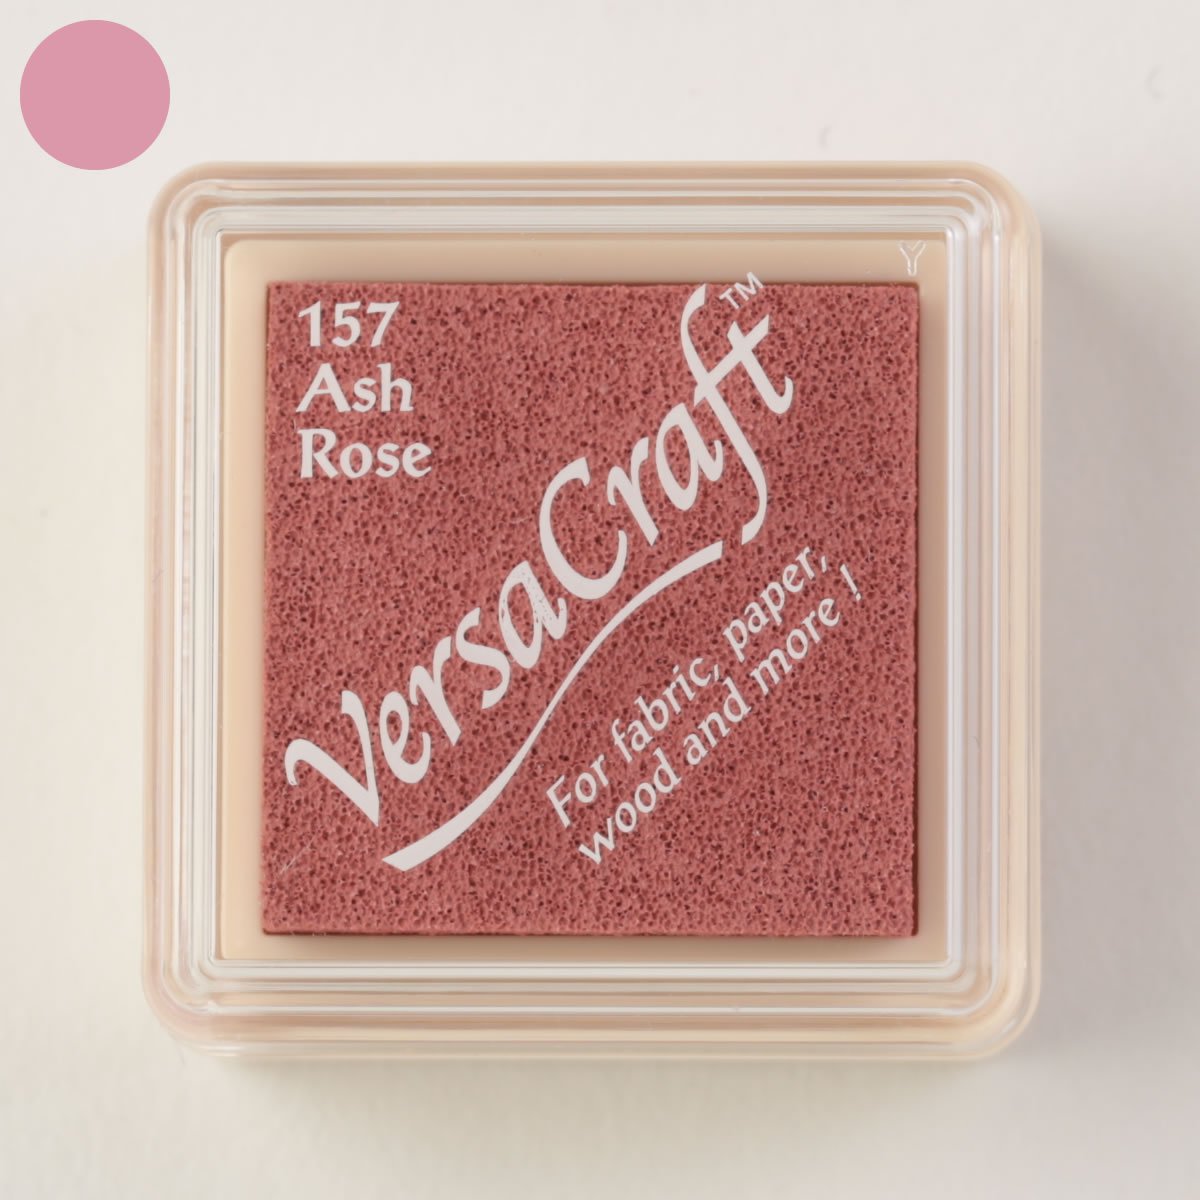 157
Ash
Rose
VersaCraft™
For fabric, paper,
wood and more !
Y